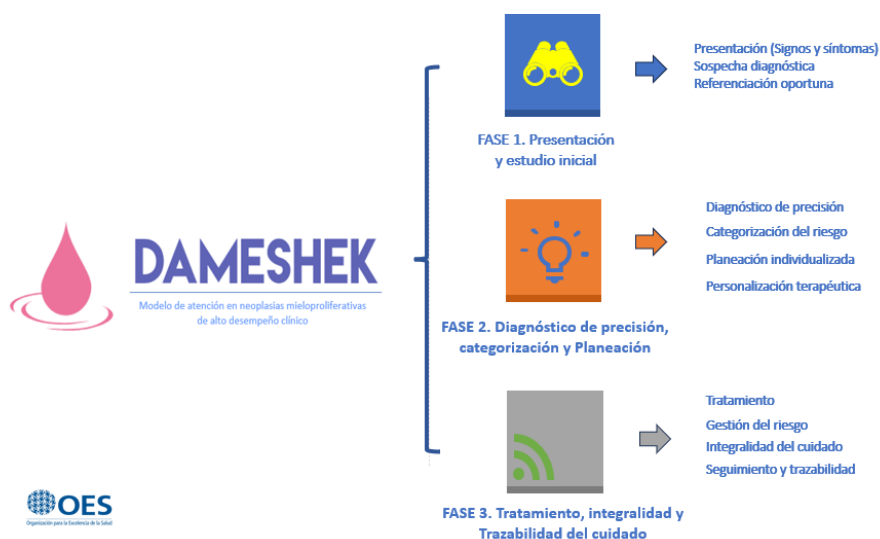 Presentación (Signos y síntomas)
Sospecha diagnóstica
Referenciación oportuna
FASE 1. Presentación
y estudio inicial
DAMESHEK
Modelo de atención en neoplasias mieloproliferativas
de alto desempeño clínico
Diagnóstico de precisión
Categorización del riesgo
Planeación individualizada
Personalización terapéutica
FASE 2. Diagnóstico de precisión,
categorización y Planeación
Tratamiento
Gestión del riesgo
Integralidad del cuidado
Seguimiento y trazabilidad
FASE 3. Tratamiento, integralidad y
Trazabilidad del cuidado
OES
Organización para la Excelencia de la Salud